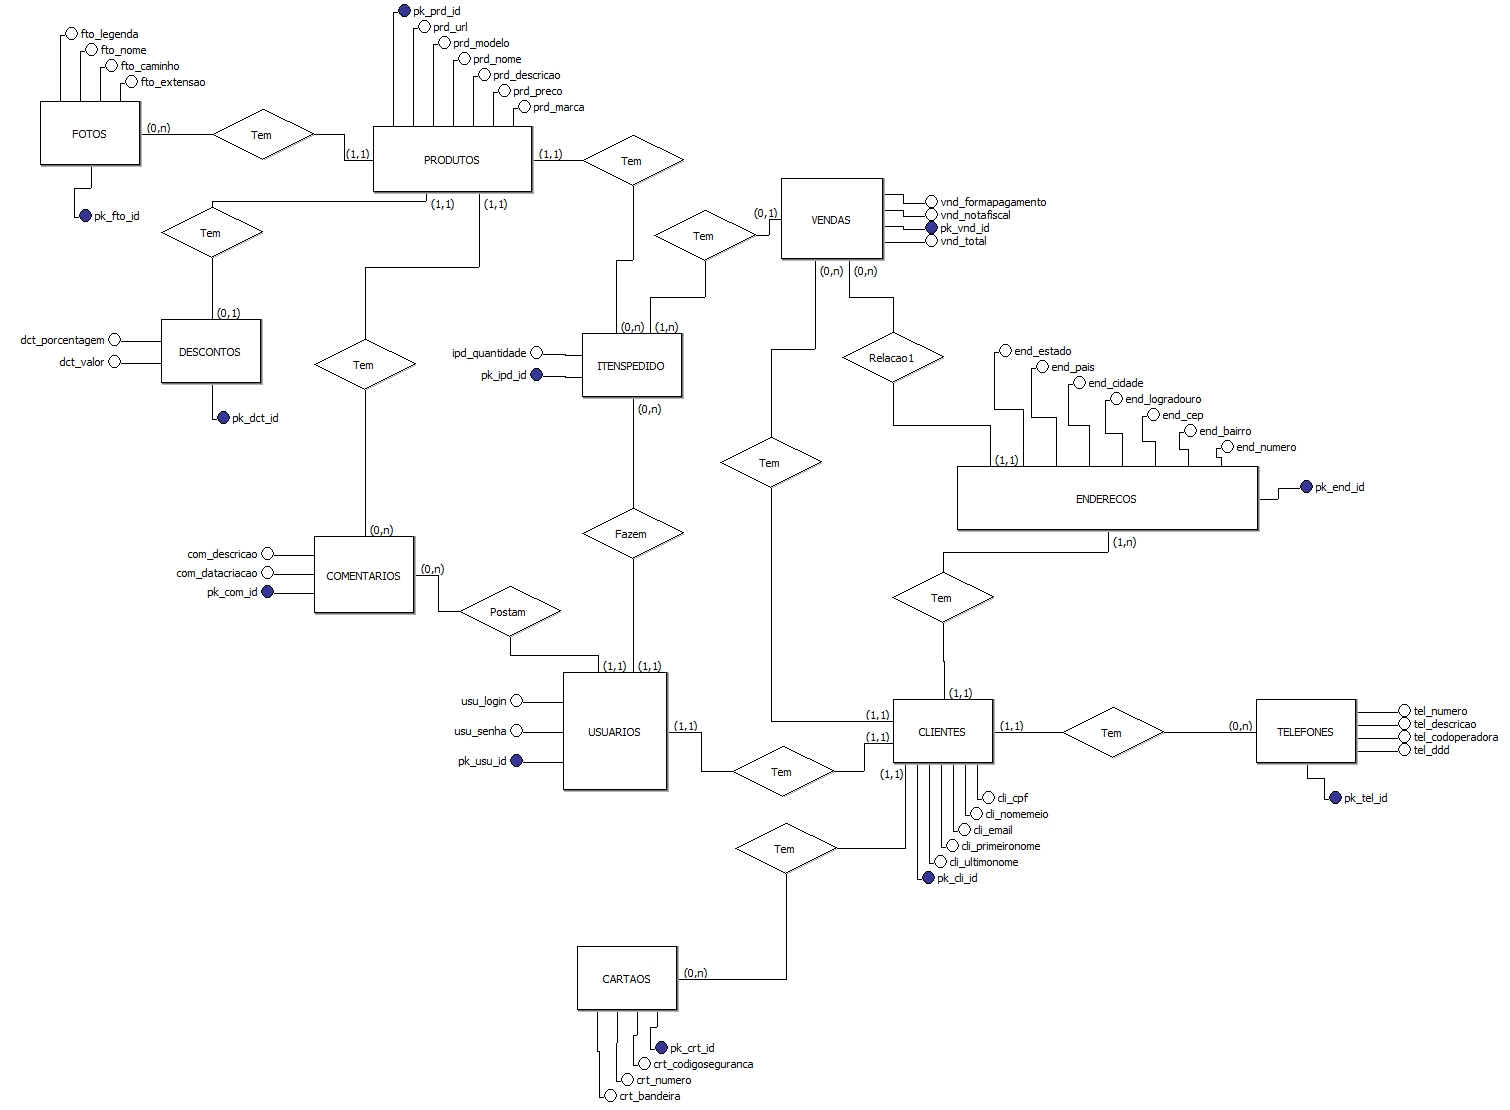 pk_prd_id
prd_url
fto_legenda
prd_modelo
fto_nome
prd_nome
fto_caminho
prd_descricao
fto_extensao
prd_preco
prd_marca
FOTOS
(0,n)
Tem
(1,1)
PRODUTOS
(1,1)
Tem
(1,1)
(1,1)
pk_fto_id
Tem
Tem
(0,1)
VENDAS
vnd_formapagamento
vnd_notafiscal
pk_vnd_id
vnd_total
(0,n)
(0,n)
(0,1)
dct_porcentagem
dct_valor
DESCONTOS
pk_dct_id
Tem
(0,n)
(1,n)
ipd_quantidade
pk_ipd_id
ITENSPEDIDO
(0,n)
Relacao1
end_estado
end_pais
end_cidade
end_logradouro
end_cep
end_bairro
end_numero
(1,1)
Tem
ENDERECOS
pk_end_id
(1,n)
(0,n)
Fazem
com_descricao
com_datacriacao
pk_com_id
COMENTARIOS
(0,n)
Postam
Tem
(1,1)
(1,1)
usu_login
usu_senha
pk_usu_id
USUARIOS
(1,1)
Tem
(1,1)
(1,1)
(1,1)
(1,1)
CLIENTES
(1,1)
Tem
(0,n)
TELEFONES
tel_numero
tel_descricao
tel_codoperadora
tel_ddd
pk_tel_id
cli_cpf
cli_nomemeio
cli_email
cli_primeironome
cli_ultimonome
pk_cli_id
Tem
CARTAOS
(0,n)
pk_crt_id
crt_codigoseguranca
crt_numero
crt_bandeira